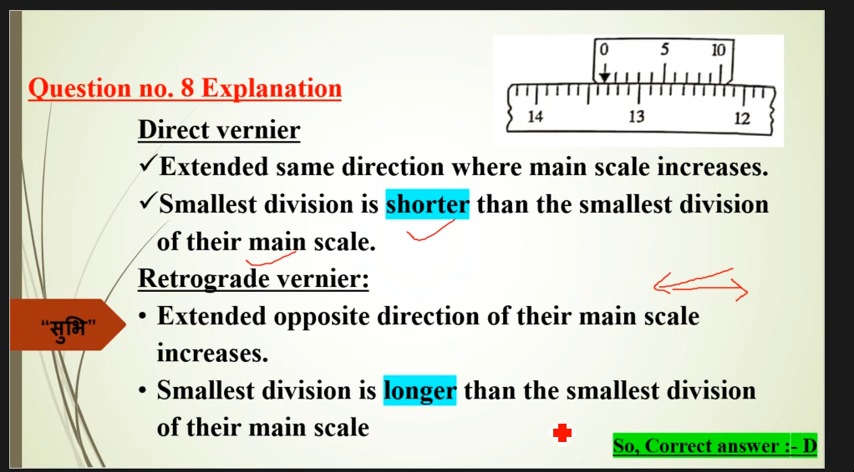 0 5 10
14 13 12
Question no. 8 Explanation
Direct vernier
✓Extended same direction where main scale increases.
✓Smallest division is shorter than the smallest division
of their main scale.
Retrograde vernier:
• Extended opposite direction of their main scale
increases.
• Smallest division is longer than the smallest division
of their main scale
“सुभि”
So, Correct answer :- D